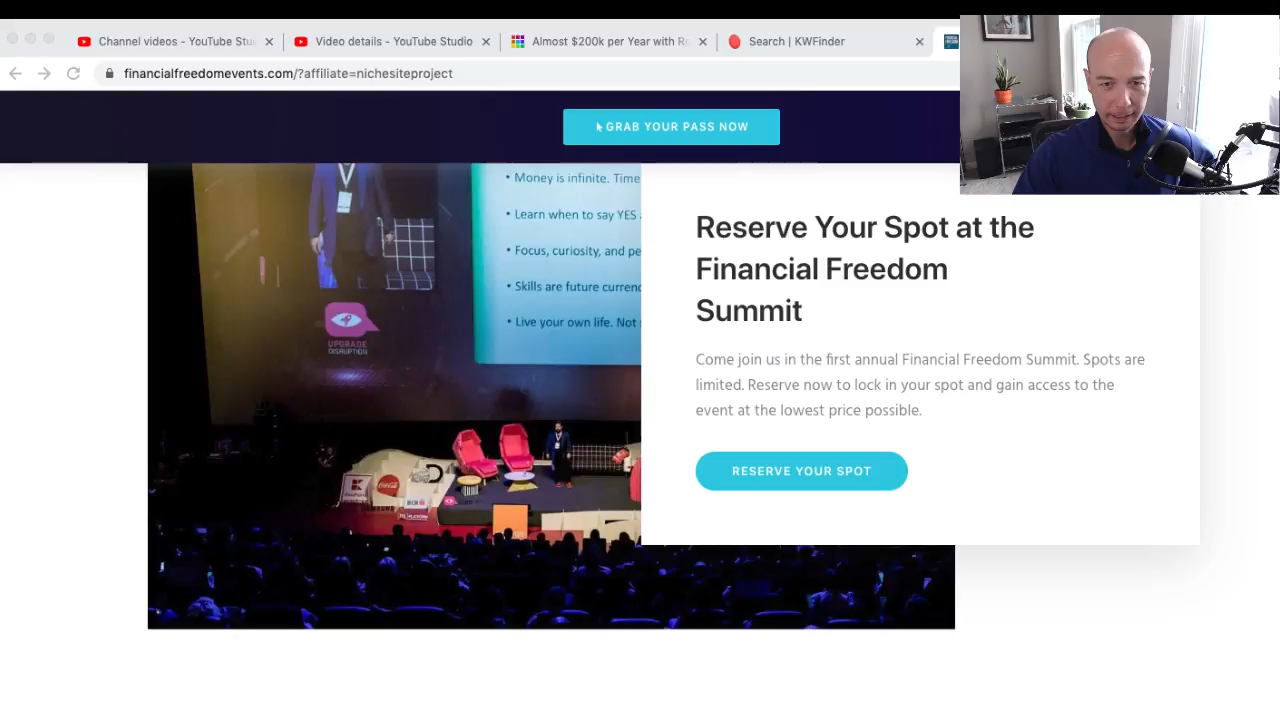 Channel videos - YouTube Stu
Video details - YouTube Studio
Almost $200k per Year with Ro
Search | KWFinder
financialfreedomevents.com/?affiliate=nichesiteproject
GRAB YOUR PASS NOW
• Money is infinite. Time
• Learn when to say YES
• Focus, curiosity, and pe
• Skills are future curren
• Live your own life. Not
UPGRADE
DISRUPTION
Reserve Your Spot at the
Financial Freedom
Summit
Come join us in the first annual Financial Freedom Summit. Spots are
limited. Reserve now to lock in your spot and gain access to the
event at the lowest price possible.
RESERVE YOUR SPOT
Coca-Cola